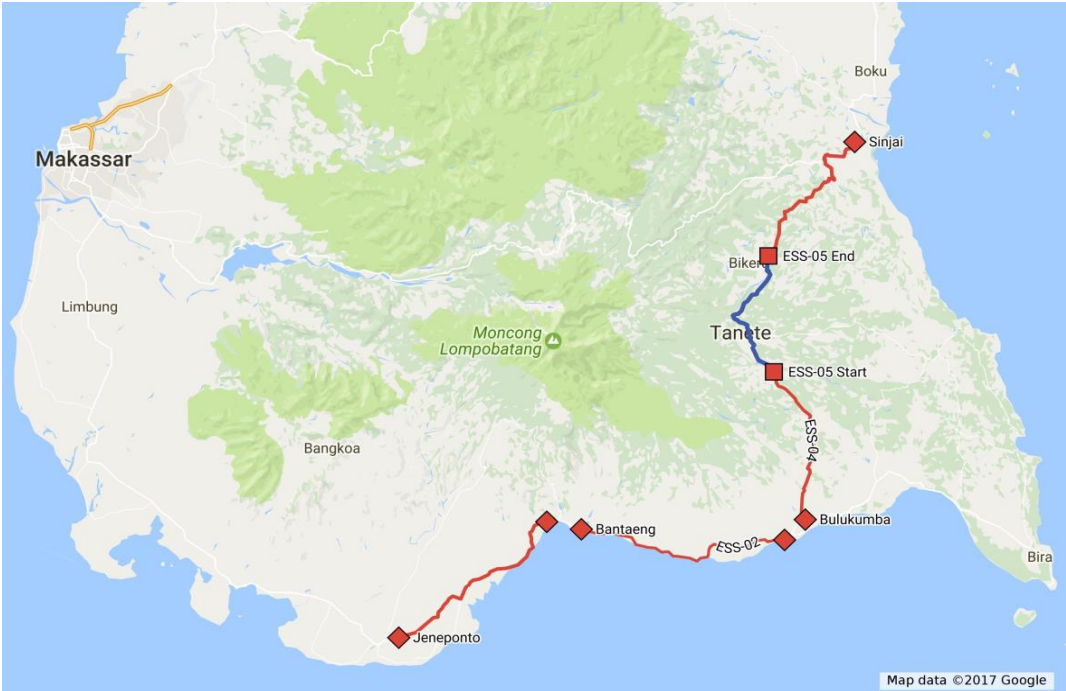 Boku
Sinjai
Makassar
ESS-05 End
Limbung
Moncong
Lompobatang
Tanete
ESS-05 Start
ESS-04
Bangkoa
Bulukumba
Bantaeng
ESS-02
Bira
Jeneponto
Map data ©2017 Google